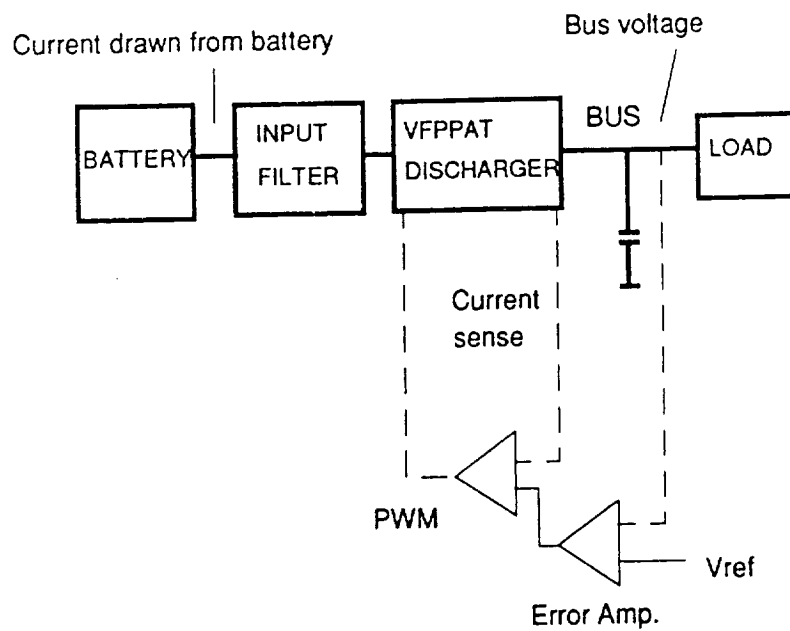 Bus voltage
Current drawn from battery
BATTERY
INPUT
FILTER
VFPPAT
DISCHARGER
BUS
LOAD
Current
sense
PWM
Vref
Error Amp.